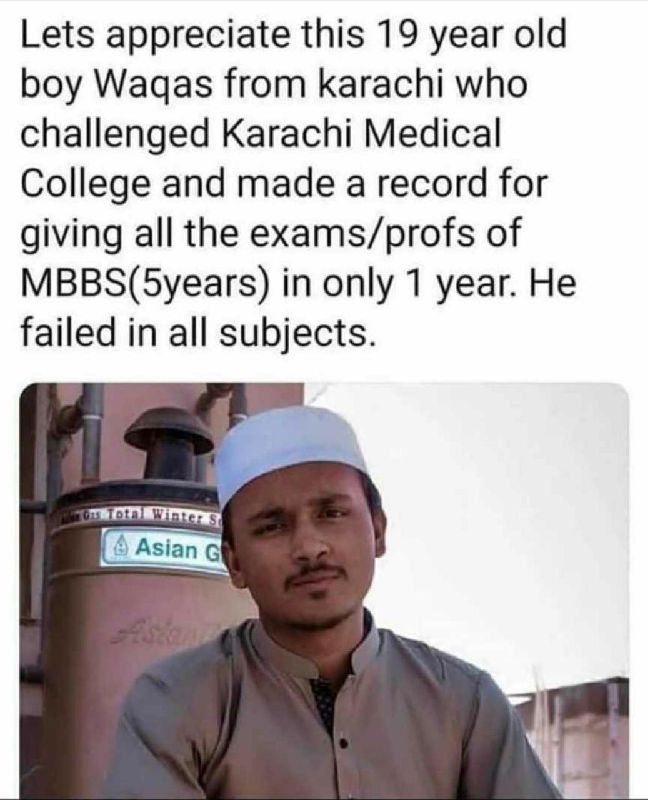 Lets appreciate this 19 year old
boy Waqas from karachi who
challenged Karachi Medical
College and made a record for
giving all the exams/profs of
MBBS(5years) in only 1 year. He
failed in all subjects.
Gas Total Winter
Asian G
Asian